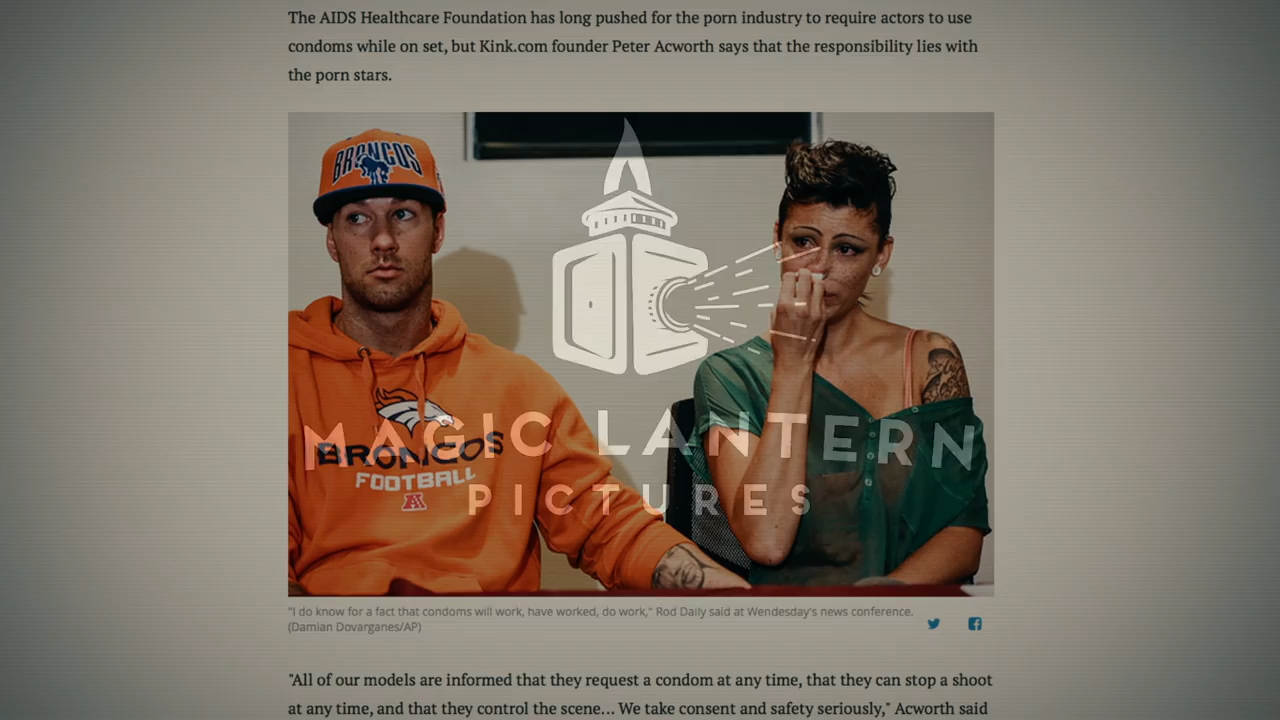 The AIDS Healthcare Foundation has long pushed for the porn industry to require actors to use
condoms while on set, but Kink.com founder Peter Acworth says that the responsibility lies with
the porn stars.
BRONCOS
MAGIC LANTERN
BRONCOS
FOOTBALL
PICTURES
"I do know for a fact that condoms will work, have worked, do work," Rod Daily said at Wendesday's news conference.
(Damian Dovarganes/AP)
"All of our models are informed that they request a condom at any time, that they can stop a shoot
at any time, and that they control the scene... We take consent and safety seriously," Acworth said